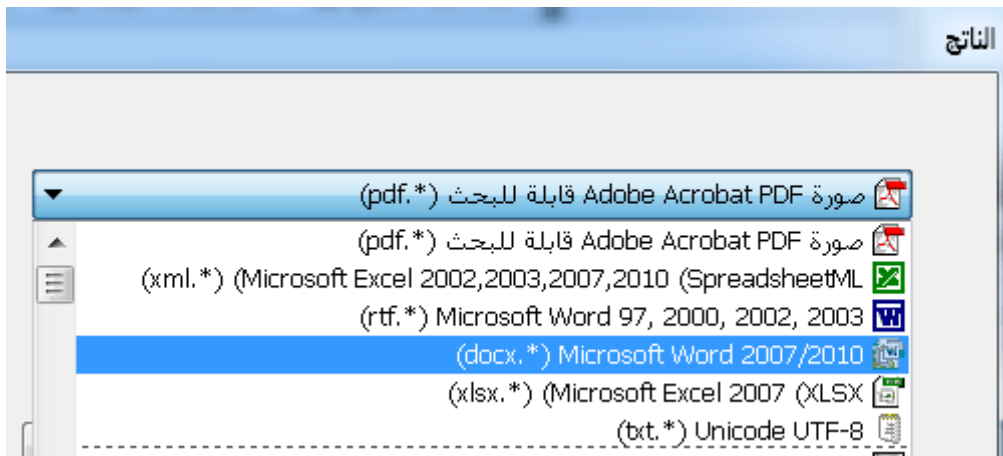 الناتج
صورة Adobe Acrobat PDF قابلة للبحث (*.pdf)
صورة Adobe Acrobat PDF قابلة للبحث (*.pdf)
Microsoft Excel 2002,2003,2007,2010 (SpreadsheetML) (*.xml)
Microsoft Word 97, 2000, 2002, 2003 (*.rtf)
Microsoft Word 2007/2010 (*.docx)
Microsoft Excel 2007 (XLSX) (*.xlsx)
Unicode UTF-8 (*.txt)